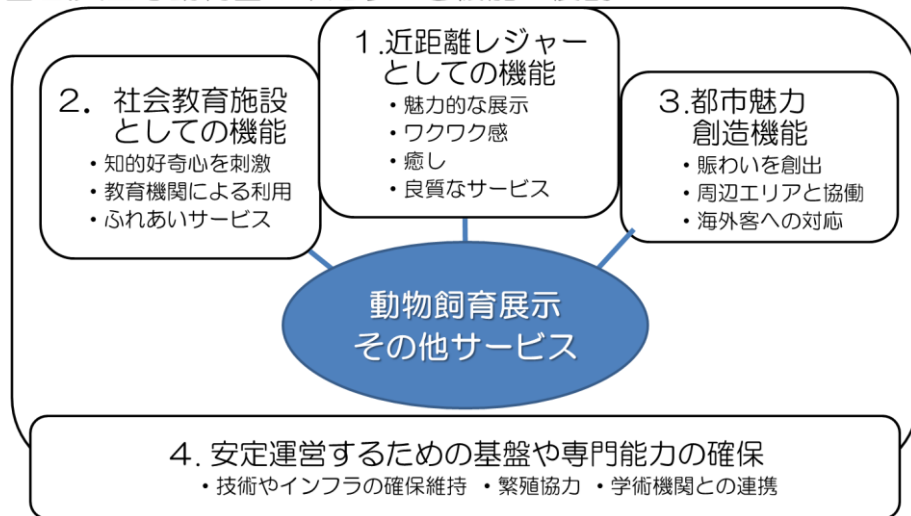 1.近距離レジャー
としての機能
・魅力的な展示
・ワクワク感
・癒し
・良質なサービス
2. 社会教育施設
としての機能
・知的好奇心を刺激
・教育機関による利用
・ふれあいサービス
3.都市魅力
創造機能
・賑わいを創出
・周辺エリアと協働
・海外客への対応
動物飼育展示
その他サービス
4. 安定運営するための基盤や専門能力の確保
・技術やインフラの確保維持 ・繁殖協力 ・学術機関との連携